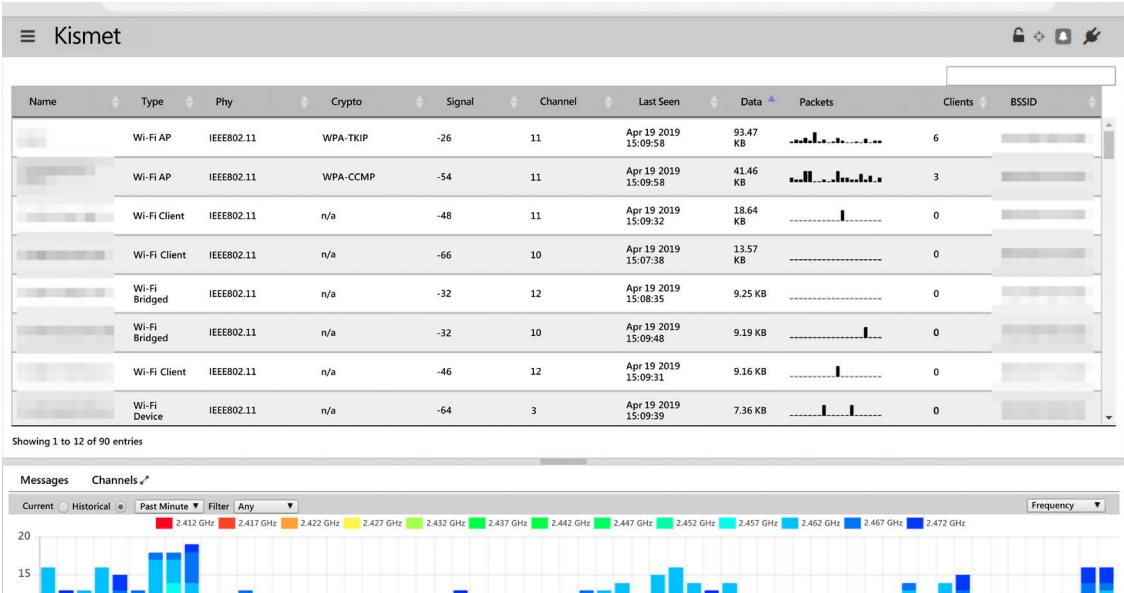 Kismet
Name Type Phy Crypto Signal Channel Last Seen Data Packets Clients BSSID
Wi-Fi AP IEEE802.11 WPA-TKIP -26 11 Apr 19 2019 15:09:58 93.47 KB 6
Wi-Fi AP IEEE802.11 WPA-CCMP -54 11 Apr 19 2019 15:09:58 41.46 KB 3
Wi-Fi Client IEEE802.11 n/a -48 11 Apr 19 2019 15:09:32 18.64 KB 0
Wi-Fi Client IEEE802.11 n/a -66 10 Apr 19 2019 15:07:38 13.57 KB 0
Wi-Fi Bridged IEEE802.11 n/a -32 12 Apr 19 2019 15:08:35 9.25 KB 0
Wi-Fi Bridged IEEE802.11 n/a -32 10 Apr 19 2019 15:09:48 9.19 KB 0
Wi-Fi Client IEEE802.11 n/a -46 12 Apr 19 2019 15:09:31 9.16 KB 0
Wi-Fi Device IEEE802.11 n/a -64 3 Apr 19 2019 15:09:39 7.36 KB 0
Showing 1 to 12 of 90 entries
Messages Channels
Current Historical Past Minute Filter Any Frequency
2.412 GHz 2.417 GHz 2.422 GHz 2.427 GHz 2.432 GHz 2.437 GHz 2.442 GHz 2.447 GHz 2.452 GHz 2.457 GHz 2.462 GHz 2.467 GHz 2.472 GHz
20
15